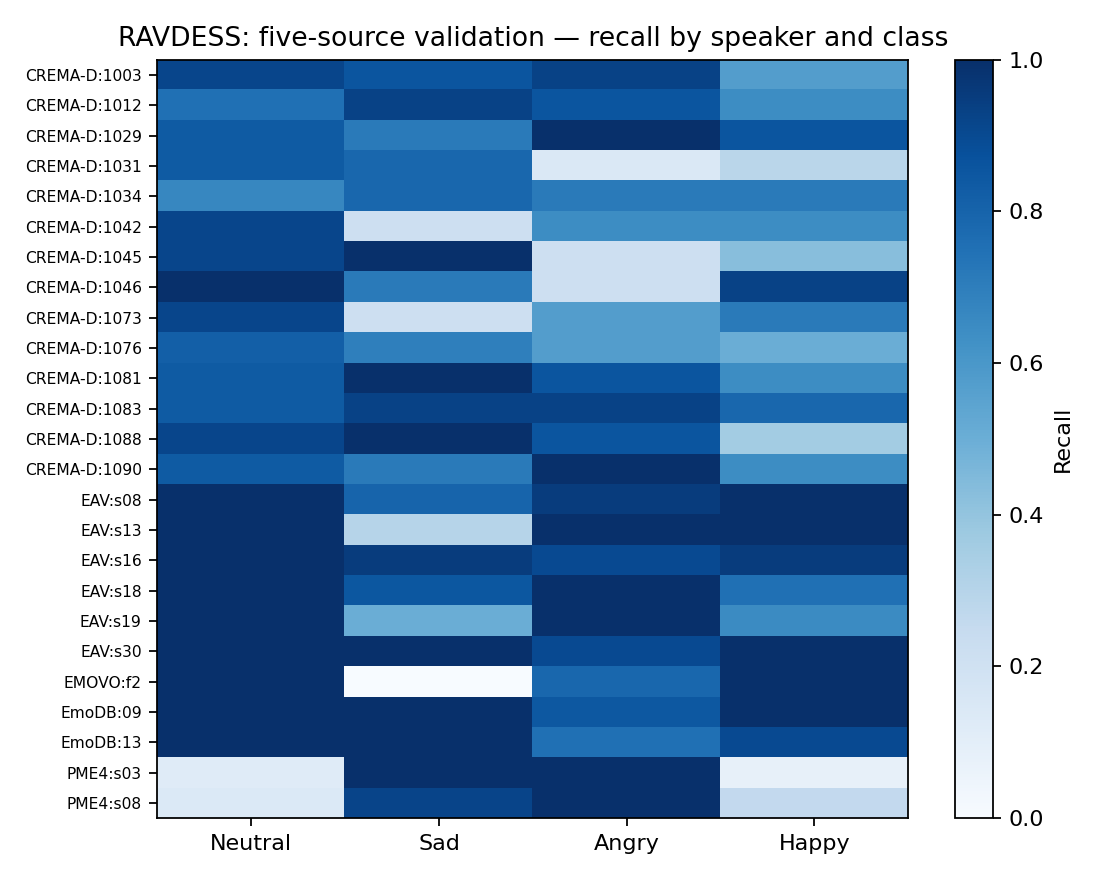 RAVDESS: five-source validation — recall by speaker and class
CREMA-D:1003
CREMA-D:1012
CREMA-D:1029
CREMA-D:1031
CREMA-D:1034
CREMA-D:1042
CREMA-D:1045
CREMA-D:1046
CREMA-D:1073
CREMA-D:1076
CREMA-D:1081
CREMA-D:1083
CREMA-D:1088
CREMA-D:1090
EAV:s08
EAV:s13
EAV:s16
EAV:s18
EAV:s19
EAV:s30
EMOVO:f2
EmoDB:09
EmoDB:13
PME4:s03
PME4:s08
Neutral Sad Angry Happy
1.0
0.8
0.6
0.4
0.2
0.0
Recall